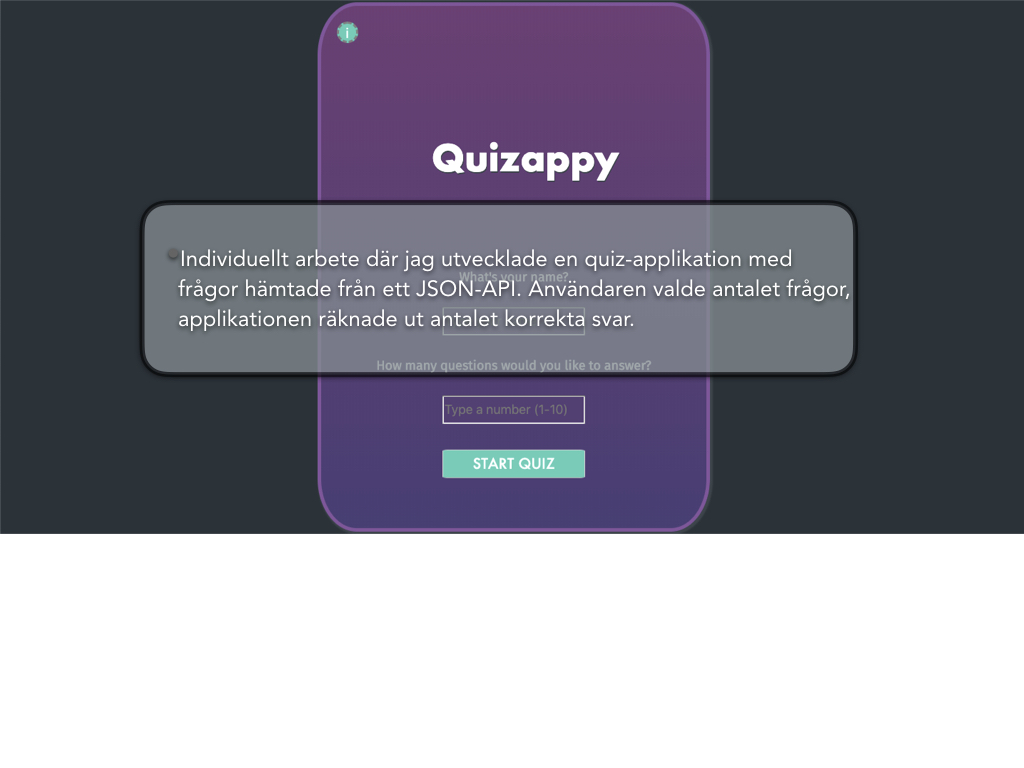 i
Quizappy
•Individuellt arbete där jag utvecklade en quiz-applikation med
frågor hämtade från ett JSON-API. Användaren valde antalet frågor,
applikationen räknade ut antalet korrekta svar.
What's your name?
How many questions would you like to answer?
Type a number (1-10)
START QUIZ